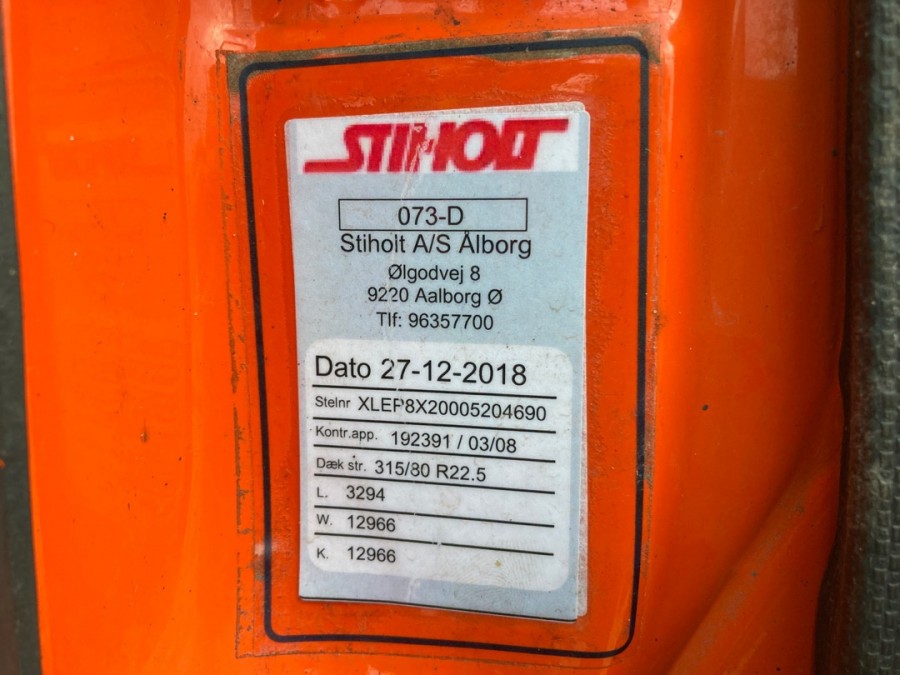 STIHOLT
073-D
Stiholt A/S Ålborg
Ølgodvej 8
9220 Aalborg Ø
Tlf: 96357700
Dato 27-12-2018
Stelnr XLEP8X20005204690
Kontr.app. 192391 / 03/08
Dæk str. 315/80 R22.5
L. 3294
W. 12966
K. 12966